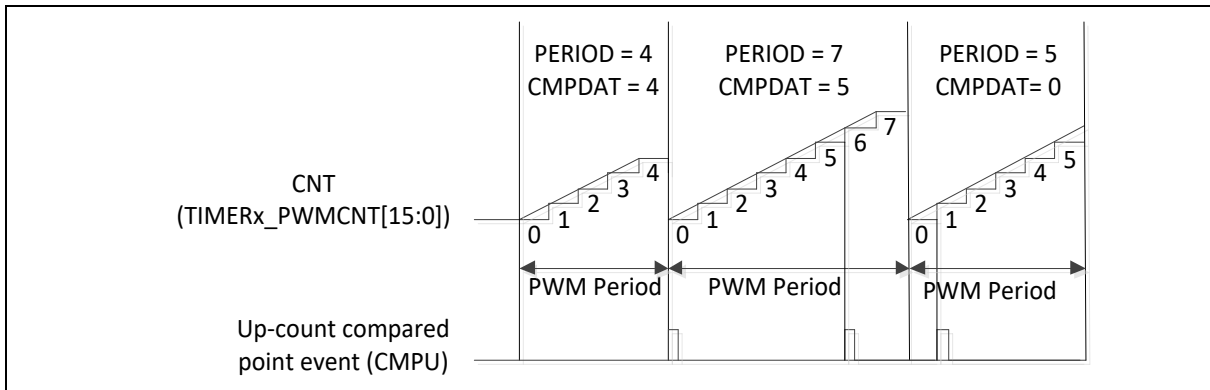 PERIOD = 4
CMPDAT = 4
PERIOD = 7
CMPDAT = 5
PERIOD = 5
CMPDAT= 0
CNT
(TIMERx_PWMCNT[15:0])
0 1 2 3 4
0 1 2 3 4 5 6 7
0 1 2 3 4 5
PWM Period
PWM Period
PWM Period
Up-count compared
point event (CMPU)